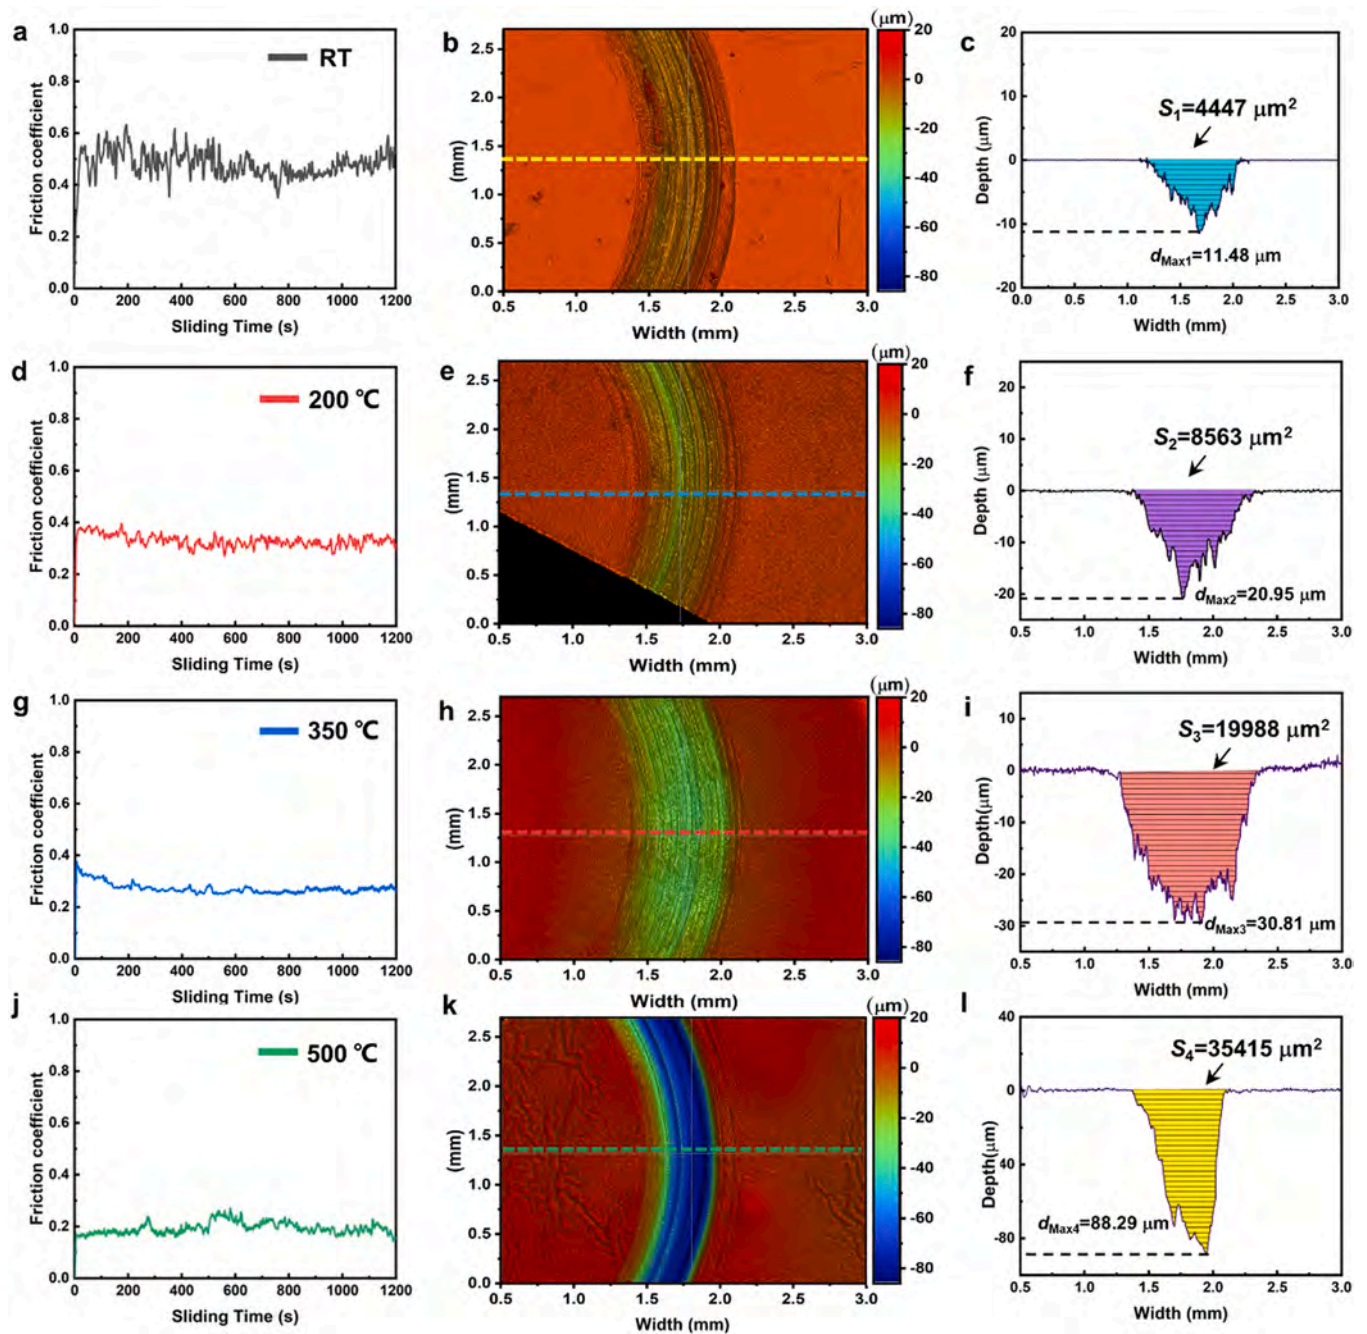 a
RT
Friction coefficient
1.0
0.8
0.6
0.4
0.2
0.0
0 200 400 600 800 1000 1200
Sliding Time (s)
b
(μm)
2.5
2.0
1.5
1.0
0.5
0.0
(mm)
0.5 1.0 1.5 2.0 2.5 3.0
Width (mm)
20
0
-20
-40
-60
-80
c
S1=4447 μm²
dMax1=11.48 μm
Depth (μm)
20
10
0
-10
-20
0.0 0.5 1.0 1.5 2.0 2.5 3.0
Width (mm)
d
200 ℃
Friction coefficient
1.0
0.8
0.6
0.4
0.2
0.0
0 200 400 600 800 1000 1200
Sliding Time (s)
e
(μm)
2.5
2.0
1.5
1.0
0.5
0.0
(mm)
0.5 1.0 1.5 2.0 2.5 3.0
Width (mm)
20
0
-20
-40
-60
-80
f
S2=8563 μm²
dMax2=20.95 μm
Depth (μm)
20
10
0
-10
-20
0.5 1.0 1.5 2.0 2.5 3.0
Width (mm)
g
350 ℃
Friction coefficient
1.0
0.8
0.6
0.4
0.2
0.0
0 200 400 600 800 1000 1200
Sliding Time (s)
h
(μm)
2.5
2.0
1.5
1.0
0.5
0.0
(mm)
0.5 1.0 1.5 2.0 2.5 3.0
Width (mm)
20
0
-20
-40
-60
-80
i
S3=19988 μm²
dMax3=30.81 μm
Depth(μm)
10
0
-10
-20
-30
0.5 1.0 1.5 2.0 2.5 3.0
Width (mm)
j
500 ℃
Friction coefficient
1.0
0.8
0.6
0.4
0.2
0.0
0 200 400 600 800 1000 1200
Sliding Time (s)
k
(μm)
2.5
2.0
1.5
1.0
0.5
0.0
(mm)
0.5 1.0 1.5 2.0 2.5 3.0
Width (mm)
20
0
-20
-40
-60
-80
l
S4=35415 μm²
dMax4=88.29 μm
Depth(μm)
40
0
-40
-80
0.5 1.0 1.5 2.0 2.5 3.0
Width (mm)